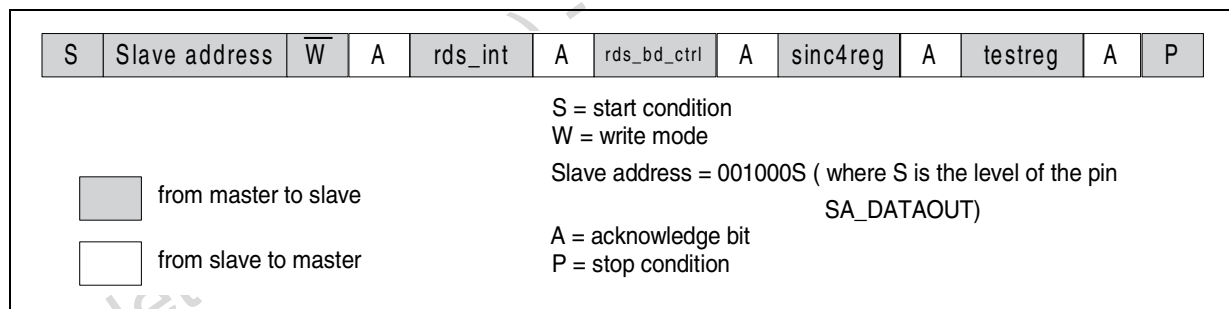 S Slave address W A rds_int A rds_bd_ctrl A sinc4reg A testreg A P
S = start condition
W = write mode
Slave address = 001000S ( where S is the level of the pin
SA_DATAOUT)
from master to slave
A = acknowledge bit
P = stop condition
from slave to master